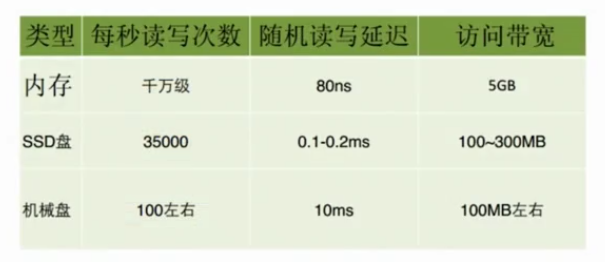 类型 每秒读写次数 随机读写延迟 访问带宽
内存 千万级 80ns 5GB
SSD盘 35000 0.1-0.2ms 100~300MB
机械盘 100左右 10ms 100MB左右